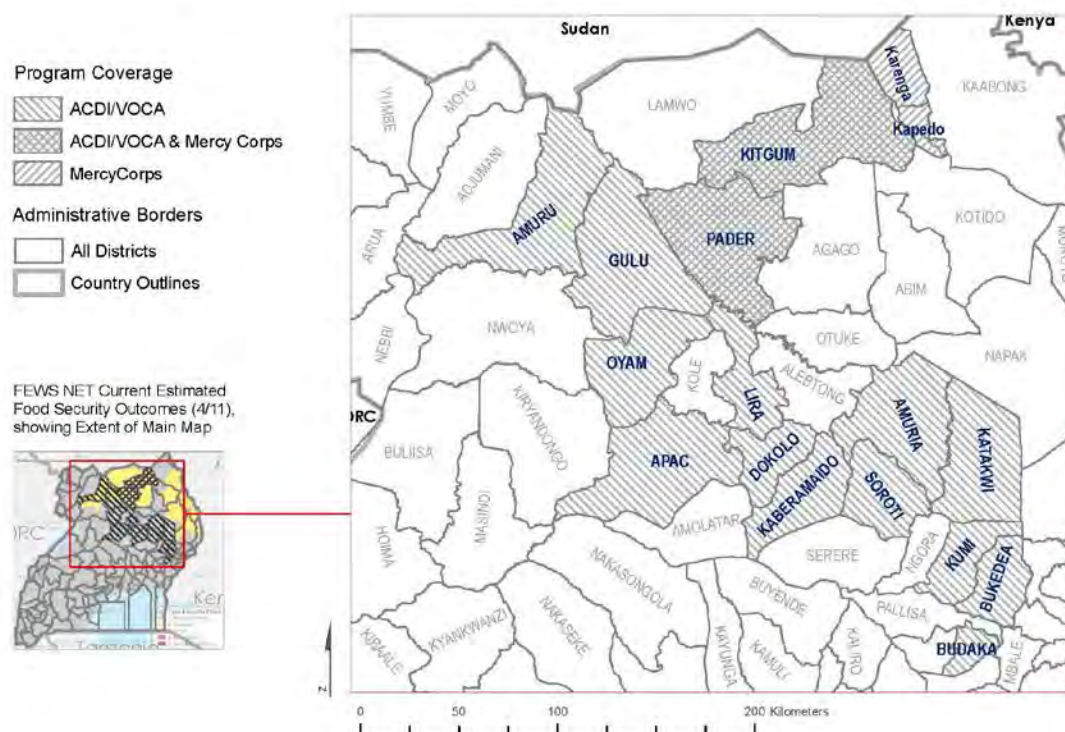 Program Coverage
ACDI/VOCA
ACDI/VOCA & Mercy Corps
MercyCorps
Administrative Borders
All Districts
Country Outlines
FEWS NET Current Estimated
Food Security Outcomes (4/11),
showing Extent of Main Map
DRC
Ken
Tanzania
Sudan
Kenya
YUMBE
MOYO
LAMWO
Karenga
KAABONG
Kapedo
ADJUMANI
KITGUM
KOTIDO
ARUA
AMURU
GULU
PADER
AGAGO
ABIM
NEBBI
NWOYA
OYAM
KOLE
LIRA
OTUKE
ALEBTONG
NAPAK
DRC
BULIISA
KIRYANDONGO
APAC
DOKOLO
KABERAMAIDO
SOROTI
AMURIA
KATAKWI
HOIMA
MASINDI
AMOLATAR
SERERE
NGORA
KUMI
BUKEDEA
NAKASONGOLA
BUYENDE
PALLISA
KIBAALE
KYANKWANZI
NAKASEKE
KAYUNGA
KAMULI
KALIRO
BUDAKA
MBALE
N
0 50 100 200 Kilometers